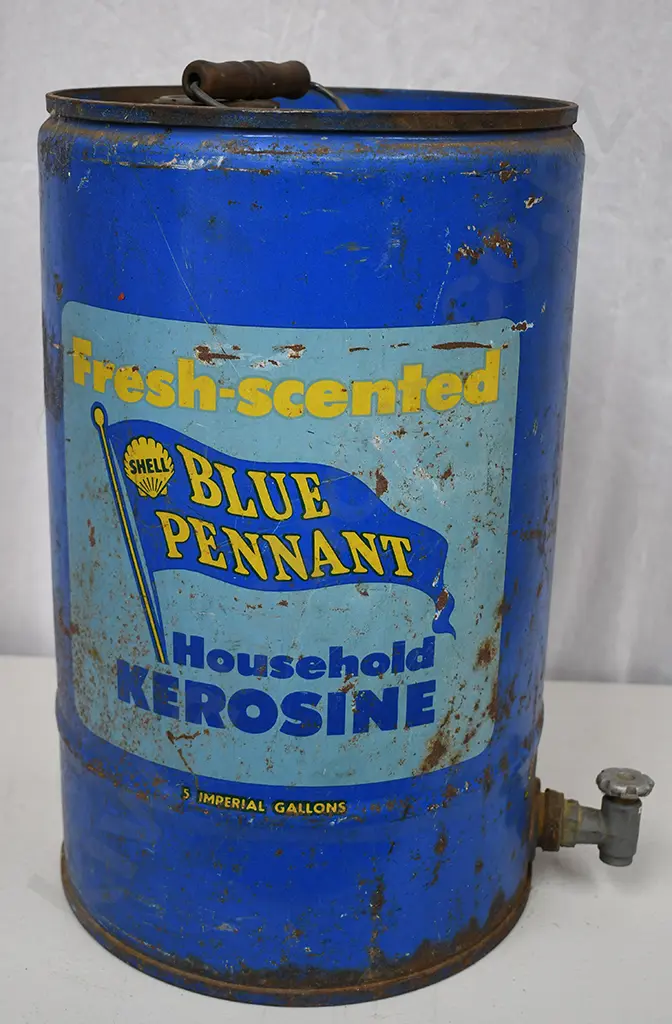 Fresh-scented
SHELL
BLUE
PENNANT
Household
KEROSINE
5 IMPERIAL GALLONS